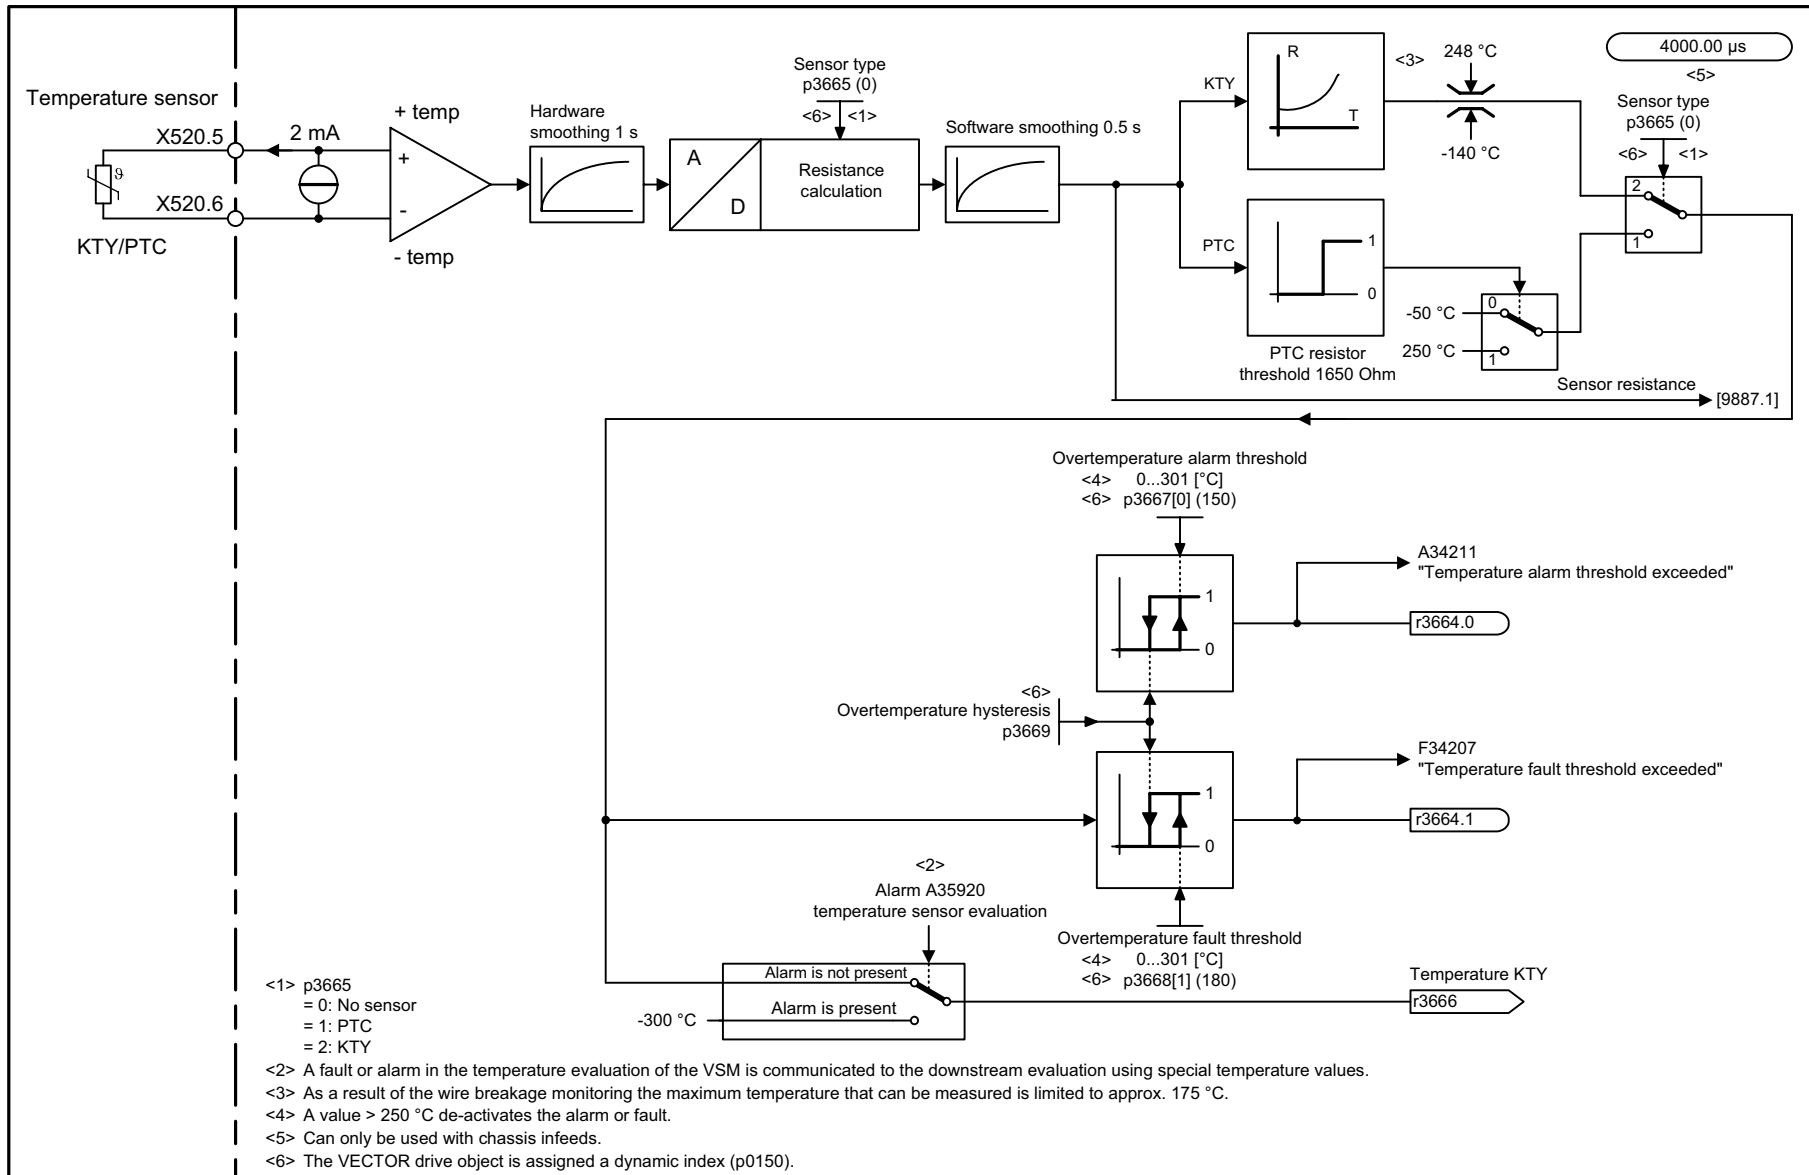 4000.00 µs
<5>
Temperature sensor
X520.5
X520.6
ϑ
KTY/PTC
2 mA
+ temp
+
-
- temp
Hardware
smoothing 1 s
Sensor type
p3665 (0)
<6> <1>
A
D
Resistance
calculation
Software smoothing 0.5 s
KTY
R
T
<3>
248 °C
-140 °C
Sensor type
p3665 (0)
<6> <1>
2
1
PTC
1
0
PTC resistor
threshold 1650 Ohm
-50 °C
250 °C
0
1
Sensor resistance
[9887.1]
Overtemperature alarm threshold
<4> 0...301 [°C]
<6> p3667[0] (150)
1
0
A34211
"Temperature alarm threshold exceeded"
r3664.0
<6>
Overtemperature hysteresis
p3669
1
0
F34207
"Temperature fault threshold exceeded"
r3664.1
Overtemperature fault threshold
<4> 0...301 [°C]
<6> p3668[1] (180)
<2>
Alarm A35920
temperature sensor evaluation
Alarm is not present
Alarm is present
-300 °C
Temperature KTY
r3666
<1> p3665
= 0: No sensor
= 1: PTC
= 2: KTY
<2> A fault or alarm in the temperature evaluation of the VSM is communicated to the downstream evaluation using special temperature values.
<3> As a result of the wire breakage monitoring the maximum temperature that can be measured is limited to approx. 175 °C.
<4> A value > 250 °C de-activates the alarm or fault.
<5> Can only be used with chassis infeeds.
<6> The VECTOR drive object is assigned a dynamic index (p0150).